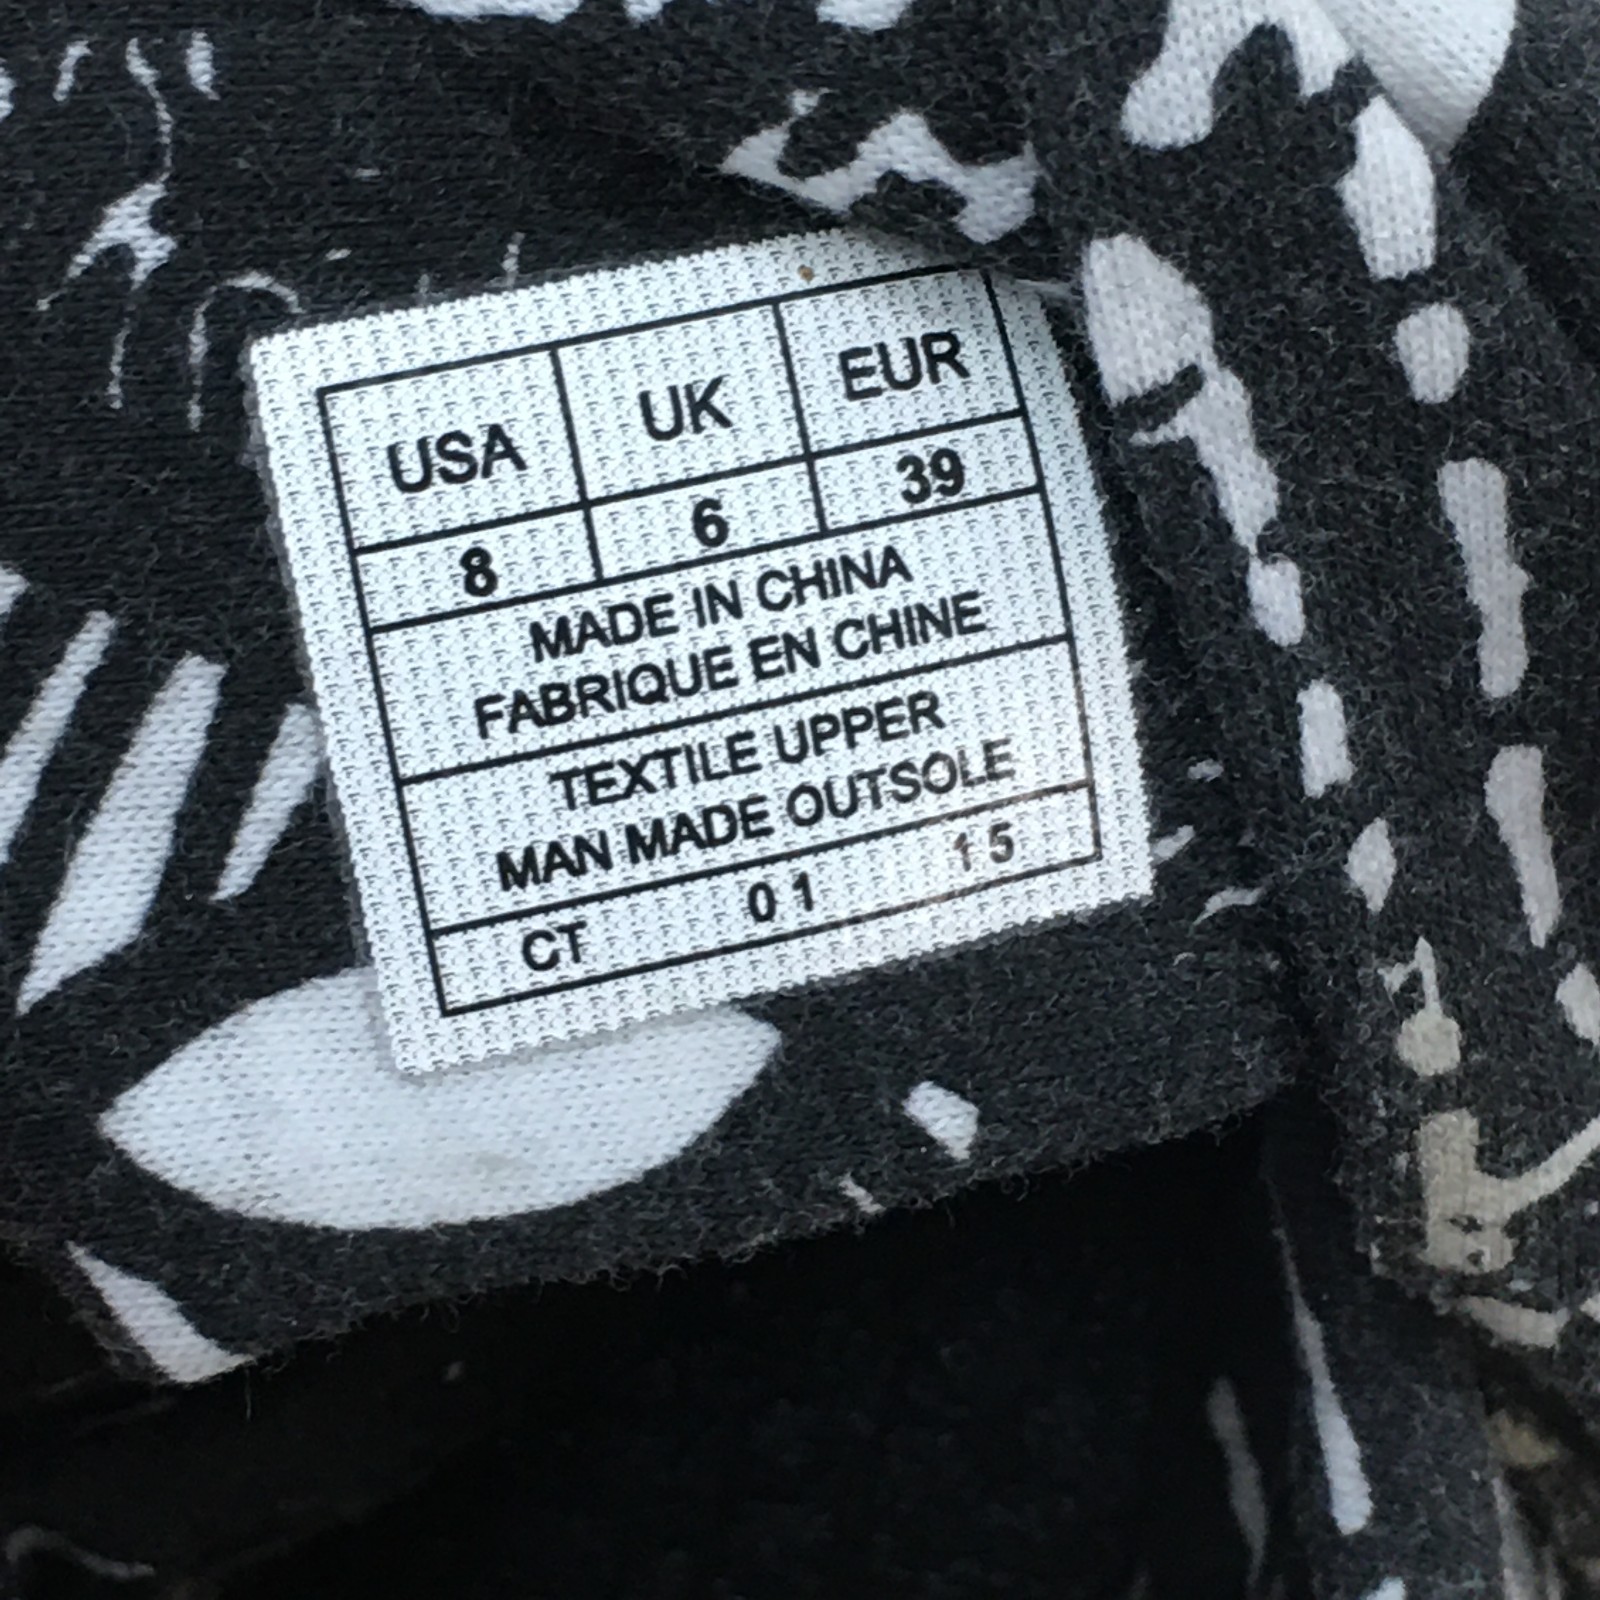 USA UK EUR
8 6 39
MADE IN CHINA
FABRIQUE EN CHINE
TEXTILE UPPER
MAN MADE OUTSOLE
CT 01 15